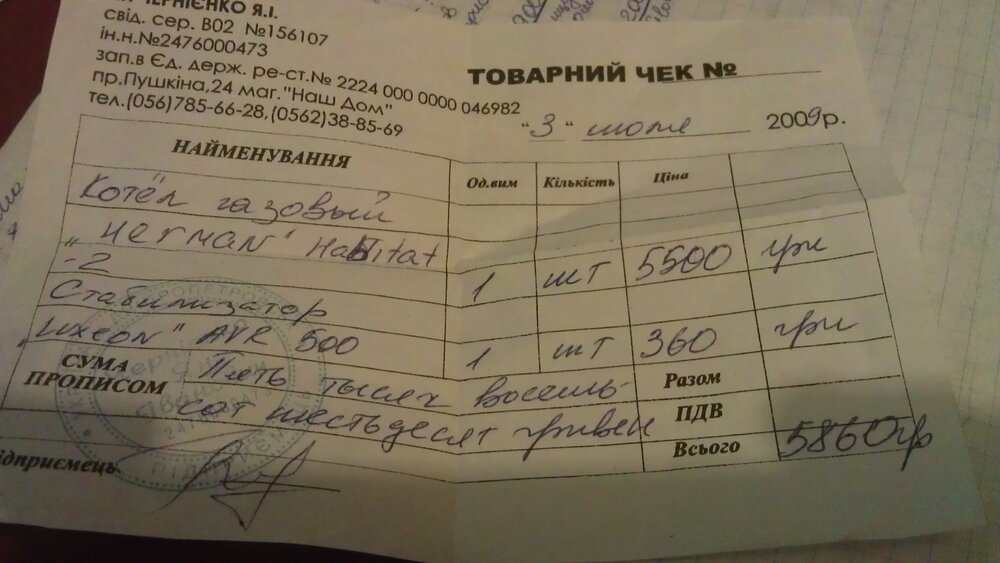 ЧЕРНІЄНКО Я.І.
свід. сер. В02 №156107
ін.н.№2476000473
зап.в Єд. держ. ре-ст.№ 2224 000 0000 046982
пр.Пушкіна,24 маг."Наш Дом"
тел.(056)785-66-28,(0562)38-85-69
ТОВАРНИЙ ЧЕК №
"3" июля 2009р.
НАЙМЕНУВАННЯ Од.вим Кількість Ціна
Котёл газовый
"Herman" Habitat
-2 1 шт 5500 грн
Стабилизатор
"Luxeon" AVR 500 1 шт 360 грн
СУМА ПРОПИСОМ Пять тысяч восемь- Разом
сот шестьдесят гривен ПДВ
Всього 5860гр
ідприємець